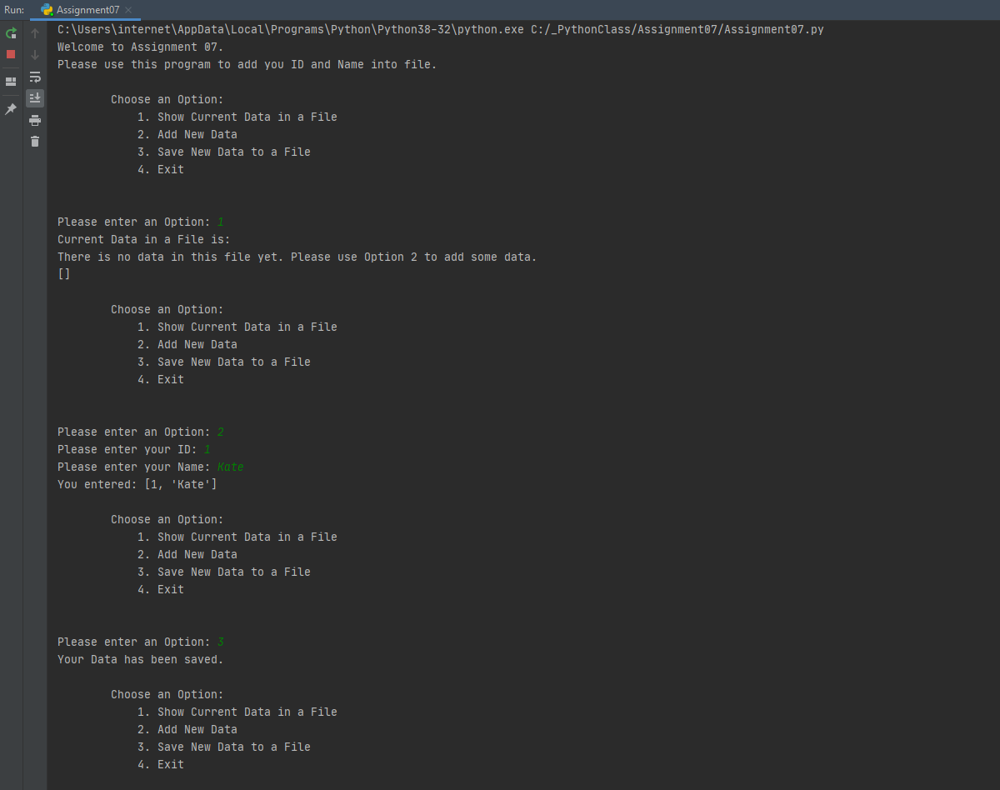 Run: Assignment07
C:\Users\internet\AppData\Local\Programs\Python\Python38-32\python.exe C:/_PythonClass/Assignment07/Assignment07.py
Welcome to Assignment 07.
Please use this program to add you ID and Name into file.
Choose an Option:
1. Show Current Data in a File
2. Add New Data
3. Save New Data to a File
4. Exit
Please enter an Option: 1
Current Data in a File is:
There is no data in this file yet. Please use Option 2 to add some data.
[]
Choose an Option:
1. Show Current Data in a File
2. Add New Data
3. Save New Data to a File
4. Exit
Please enter an Option: 2
Please enter your ID: 1
Please enter your Name: Kate
You entered: [1, 'Kate']
Choose an Option:
1. Show Current Data in a File
2. Add New Data
3. Save New Data to a File
4. Exit
Please enter an Option: 3
Your Data has been saved.
Choose an Option:
1. Show Current Data in a File
2. Add New Data
3. Save New Data to a File
4. Exit